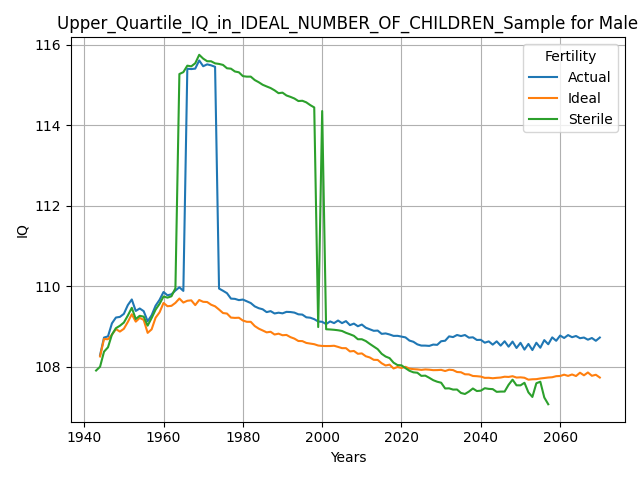 Upper_Quartile_IQ_in_IDEAL_NUMBER_OF_CHILDREN_Sample for Male
116
114
112
110
108
IQ
Fertility
Actual
Ideal
Sterile
1940 1960 1980 2000 2020 2040 2060
Years